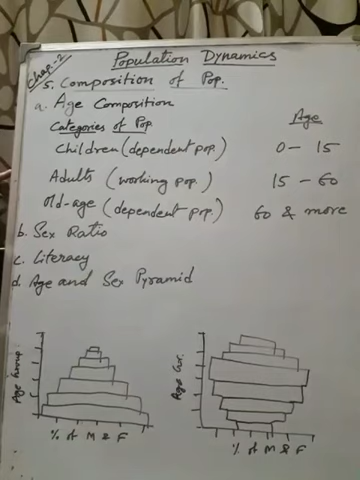 Chap-2
Population Dynamics
5. Composition of Pop.
a. Age Composition
Categories of Pop Age
Children (dependent pop.) 0 - 15
Adults (working pop.) 15 - 60
Old-age (dependent pop.) 60 & more
b. Sex Ratio
c. Literacy
d. Age and Sex Pyramid
Age Group
% of M & F
Age Gr.
% of M & F